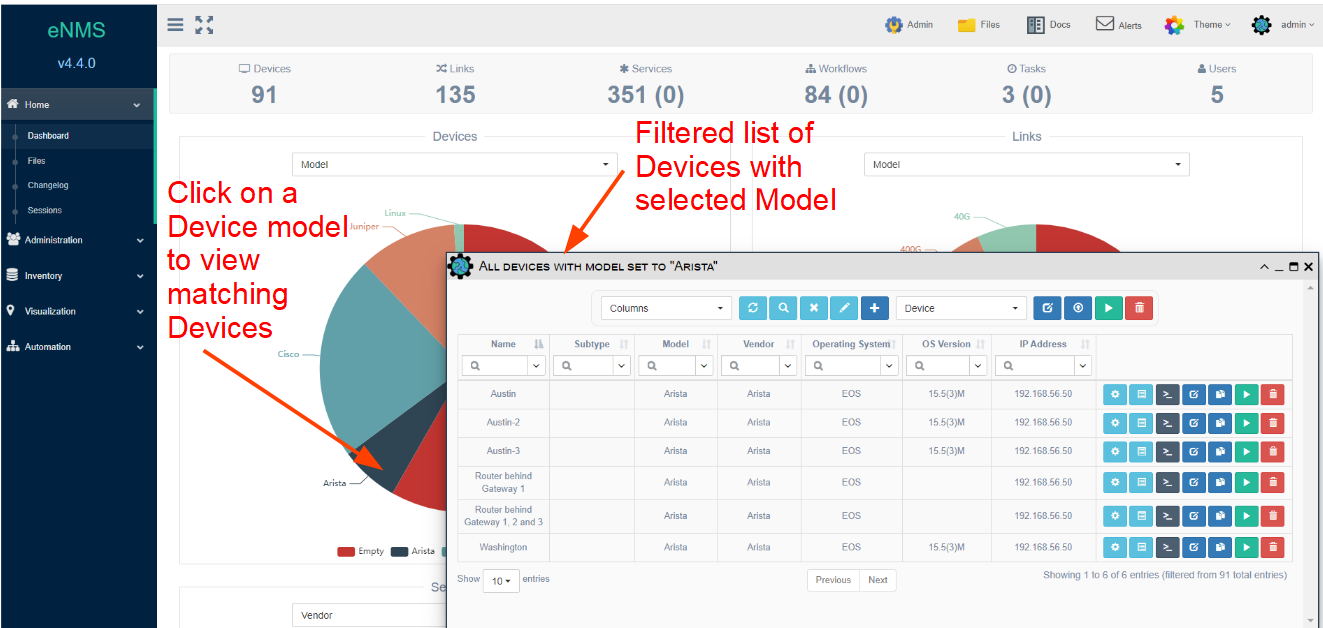 eNMS
v4.4.0
Home
Dashboard
Files
Changelog
Sessions
Administration
Inventory
Visualization
Automation
Admin
Files
Docs
Alerts
Theme
admin
Devices
91
Links
135
Services
351 (0)
Workflows
84 (0)
Tasks
3 (0)
Users
5
Devices
Model
Links
Model
Click on a
Device model
to view
matching
Devices
Filtered list of
Devices with
selected Model
Linux
Juniper
Cisco
Arista
Empty
Arista
40G
400G
Se
Vendor
All devices with model set to "Arista"
Columns
Device
Name Subtype Model Vendor Operating System OS Version IP Address
Austin Arista Arista EOS 15.5(3)M 192.168.56.50
Austin-2 Arista Arista EOS 15.5(3)M 192.168.56.50
Austin-3 Arista Arista EOS 15.5(3)M 192.168.56.50
Router behind
Gateway 1 Arista Arista EOS 192.168.56.50
Router behind
Gateway 1, 2 and 3 Arista Arista EOS 192.168.56.50
Washington Arista Arista EOS 15.5(3)M 192.168.56.50
Show 10 entries
Previous Next
Showing 1 to 6 of 6 entries (filtered from 91 total entries)